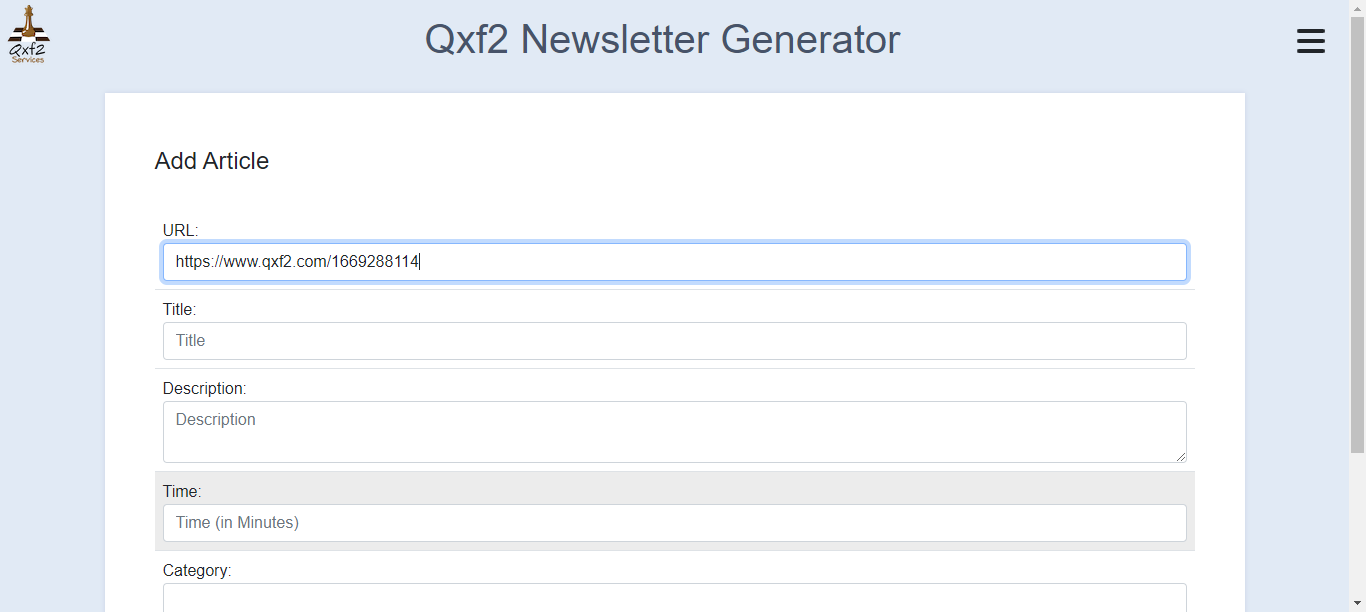 Qxf2
Services
Qxf2 Newsletter Generator
Add Article
URL:
https://www.qxf2.com/1669288114
Title:
Title
Description:
Description
Time:
Time (in Minutes)
Category: